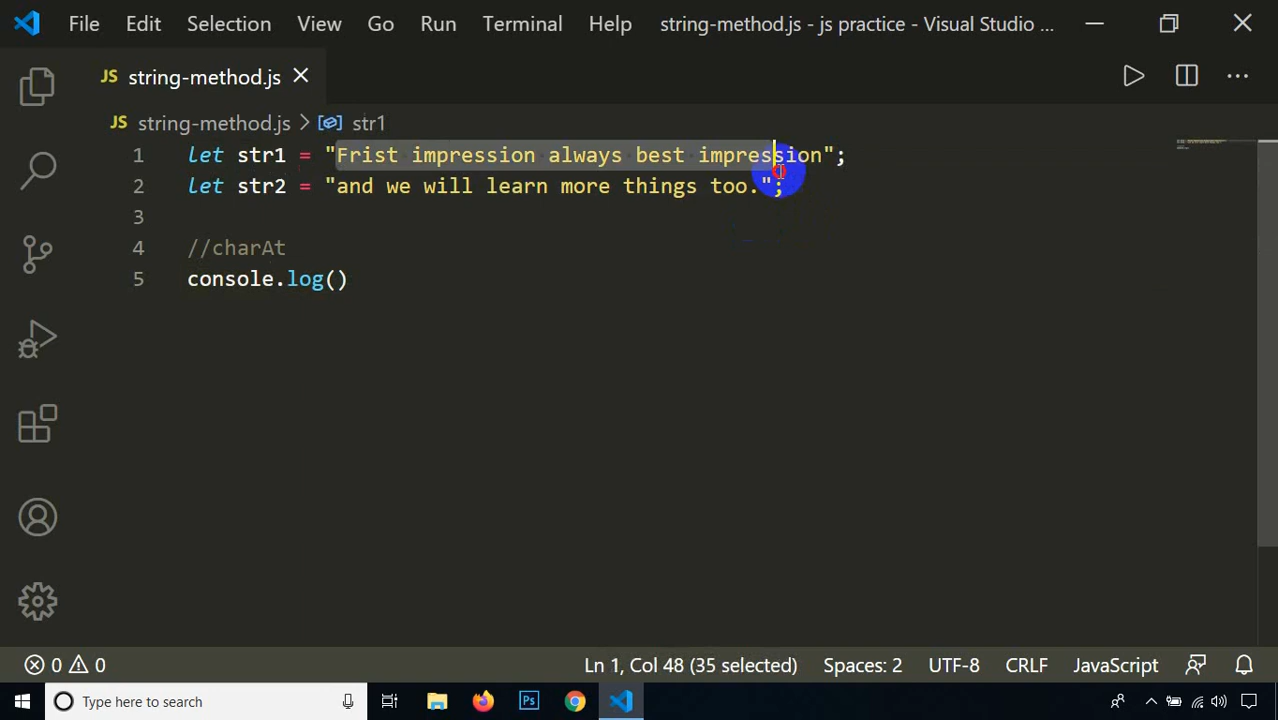 File Edit Selection View Go Run Terminal Help string-method.js - js practice - Visual Studio ...
JS string-method.js
JS string-method.js > str1
1 let str1 = "Frist impression always best impression";
2 let str2 = "and we will learn more things too.";
3
4 //charAt
5 console.log()
0 0 Ln 1, Col 48 (35 selected) Spaces: 2 UTF-8 CRLF JavaScript
Type here to search Ps